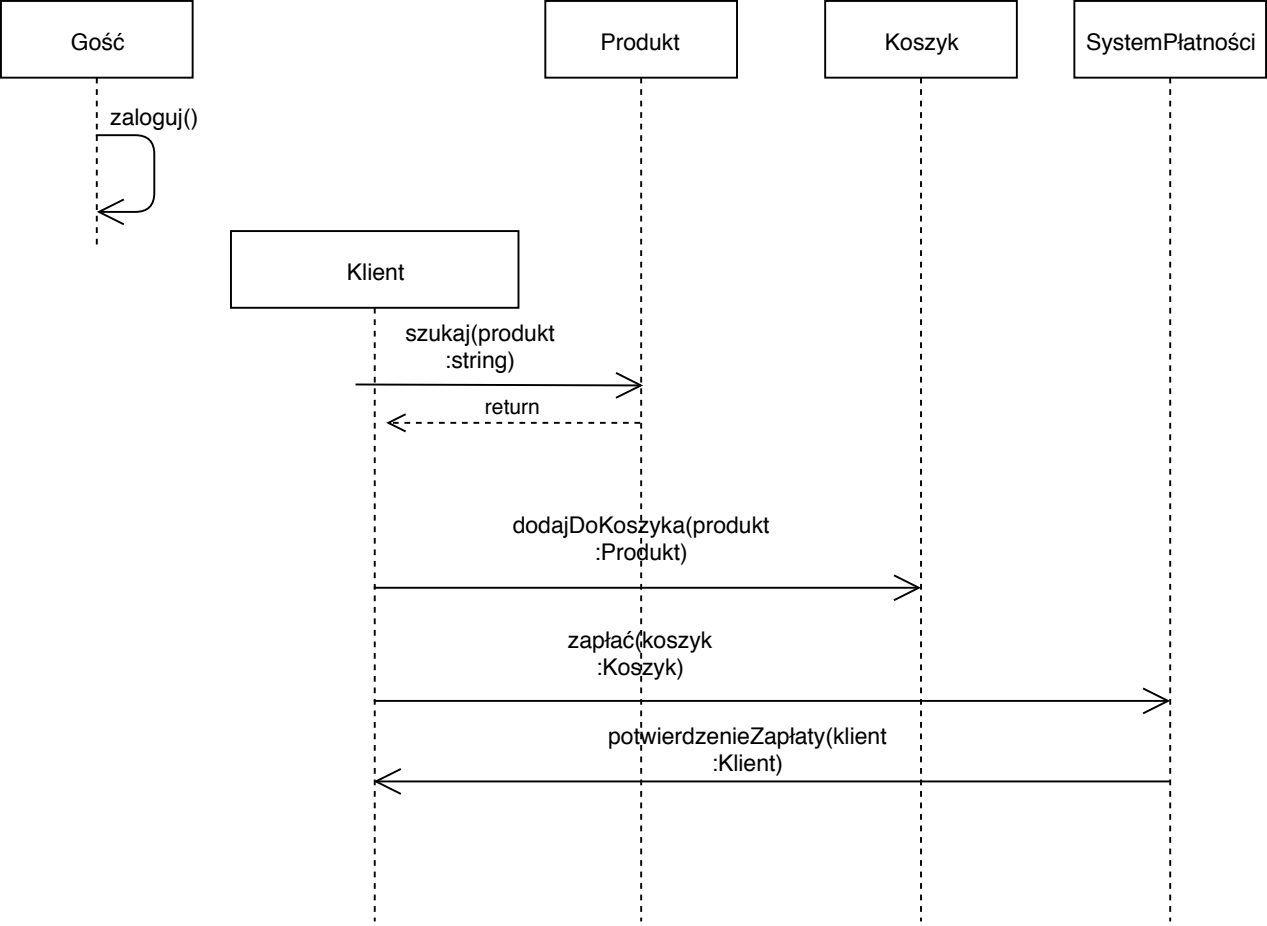 Gość
Produkt
Koszyk
SystemPłatności
zaloguj()
Klient
szukaj(produkt
:string)
return
dodajDoKoszyka(produkt
:Produkt)
zapłać(koszyk
:Koszyk)
potwierdzenieZapłaty(klient
:Klient)